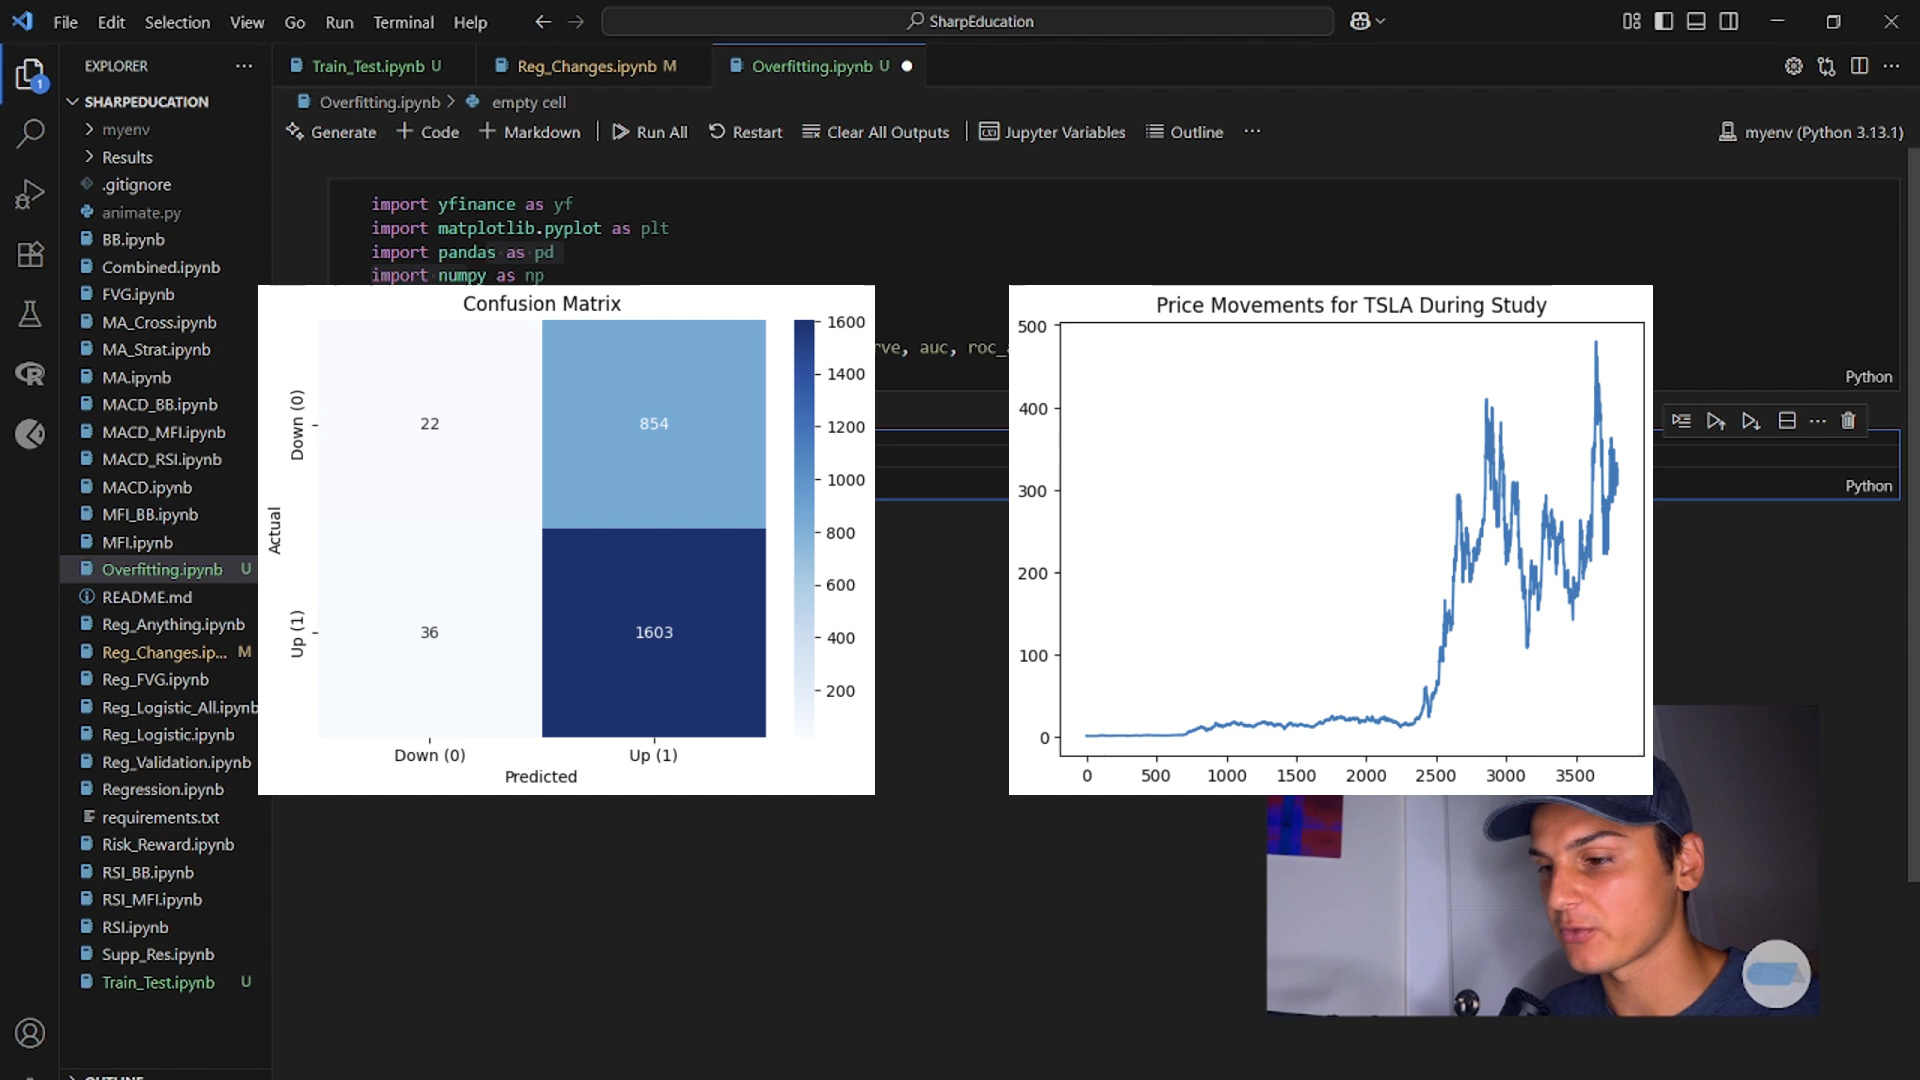 File Edit Selection View Go Run Terminal Help
SharpEducation
EXPLORER
Train_Test.ipynb U
Reg_Changes.ipynb M
Overfitting.ipynb U
SHARPEDUCATION
Overfitting.ipynb > empty cell
Generate
Code
Markdown
Run All
Restart
Clear All Outputs
Jupyter Variables
Outline
myenv (Python 3.13.1)
myenv
Results
.gitignore
animate.py
BB.ipynb
Combined.ipynb
FVG.ipynb
MA_Cross.ipynb
MA_Strat.ipynb
MA.ipynb
MACD_BB.ipynb
MACD_MFI.ipynb
MACD_RSI.ipynb
MACD.ipynb
MFI_BB.ipynb
MFI.ipynb
Overfitting.ipynb U
README.md
Reg_Anything.ipynb
Reg_Changes.ip... M
Reg_FVG.ipynb
Reg_Logistic_All.ipynb
Reg_Logistic.ipynb
Reg_Validation.ipynb
Regression.ipynb
requirements.txt
Risk_Reward.ipynb
RSI_BB.ipynb
RSI_MFI.ipynb
RSI.ipynb
Supp_Res.ipynb
Train_Test.ipynb U
import yfinance as yf
import matplotlib.pyplot as plt
import pandas as pd
import numpy as np
rve, auc, roc_
Python
Python
Confusion Matrix
Actual
Down (0)
Up (1)
22
854
36
1603
Down (0)
Up (1)
Predicted
1600
1400
1200
1000
800
600
400
200
Price Movements for TSLA During Study
500
400
300
200
100
0
0 500 1000 1500 2000 2500 3000 3500
1